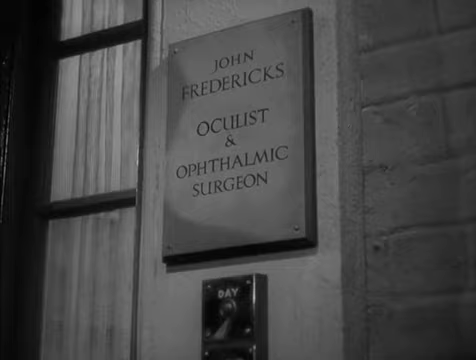 JOHN
FREDERICKS
OCULIST
&
OPHTHALMIC
SURGEON
DAY